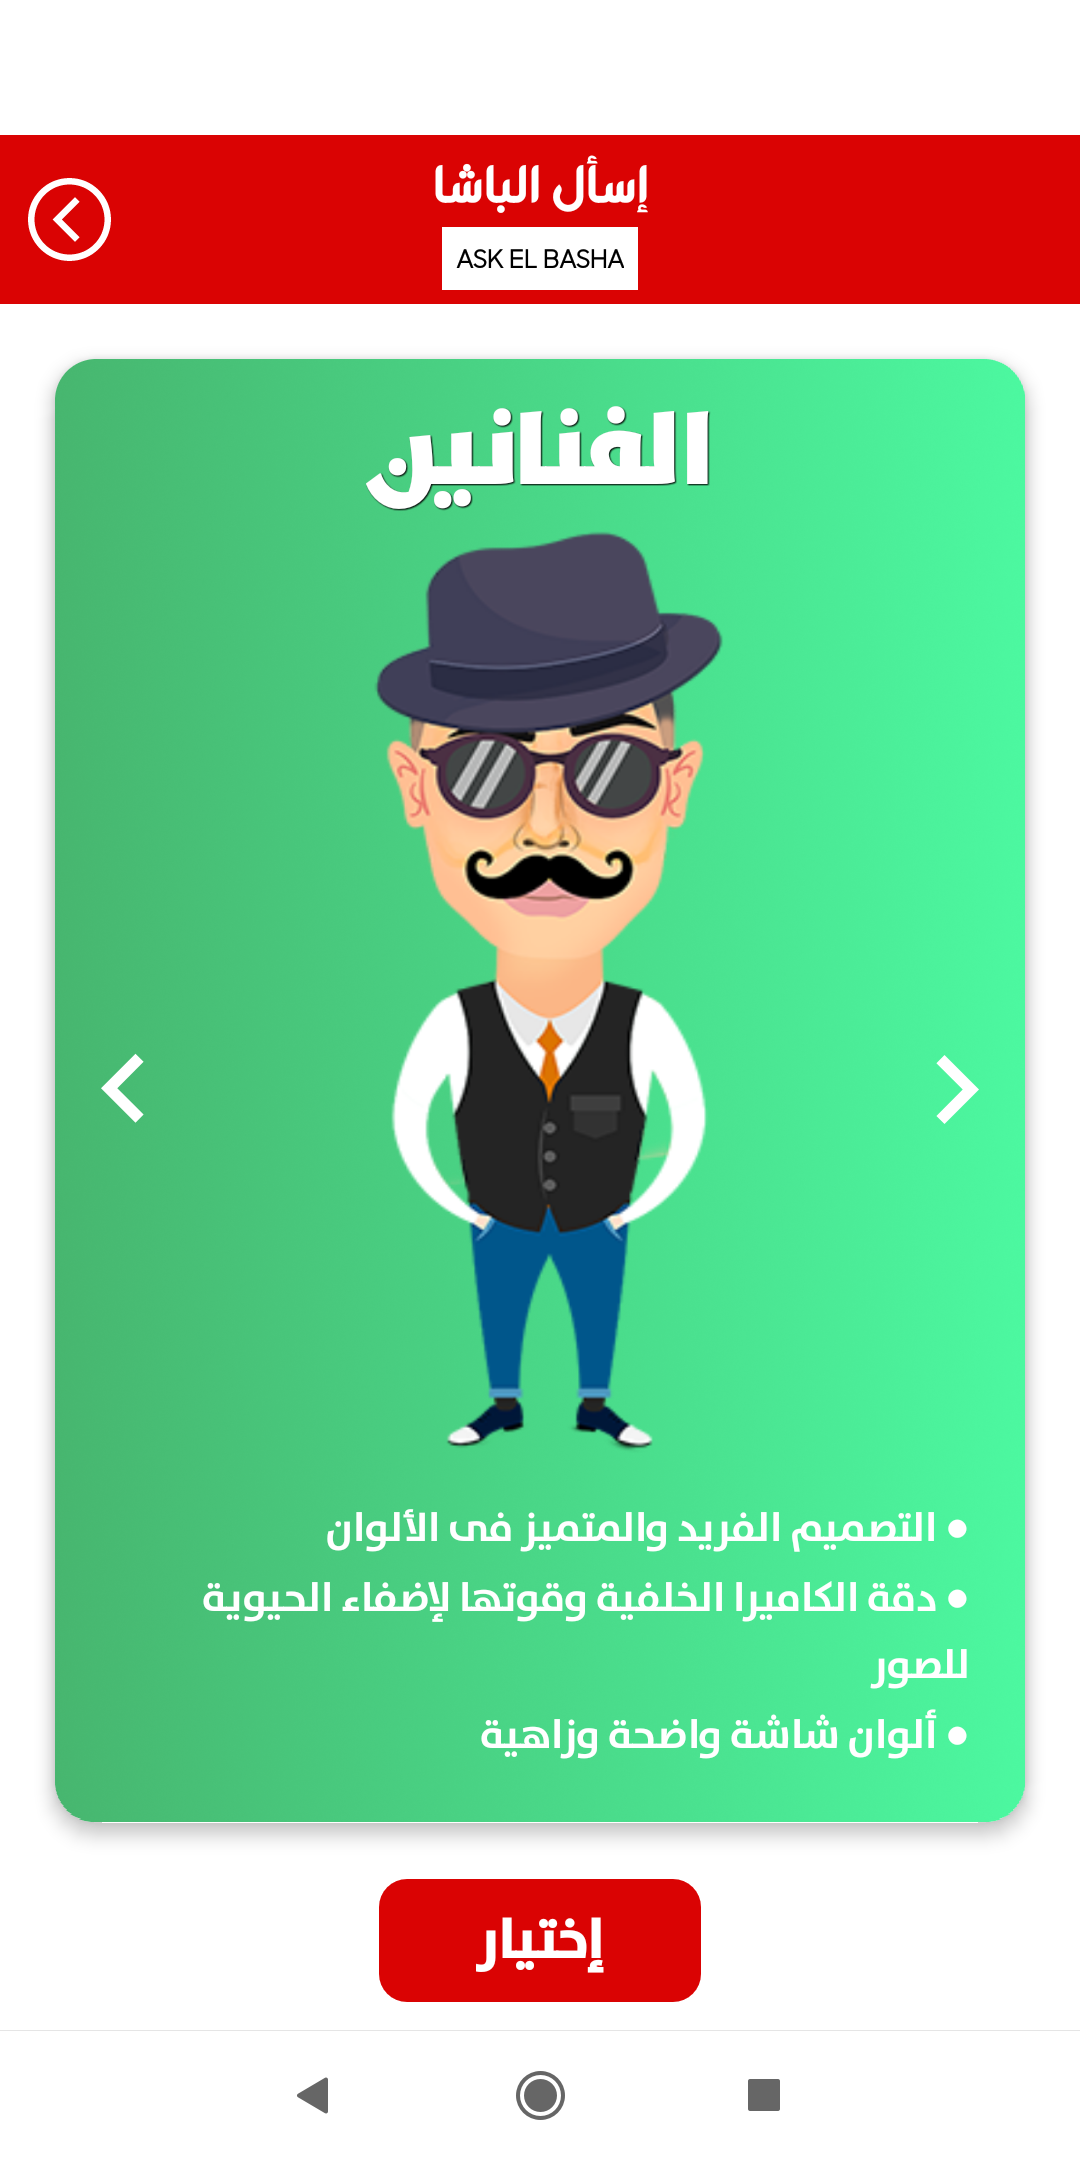 إسأل الباشا
ASK EL BASHA
الفنانين
● التصميم الفريد والمتميز فى الألوان
● دقة الكاميرا الخلفية وقوتها لإضفاء الحيوية
للصور
● ألوان شاشة واضحة وزاهية
إختيار